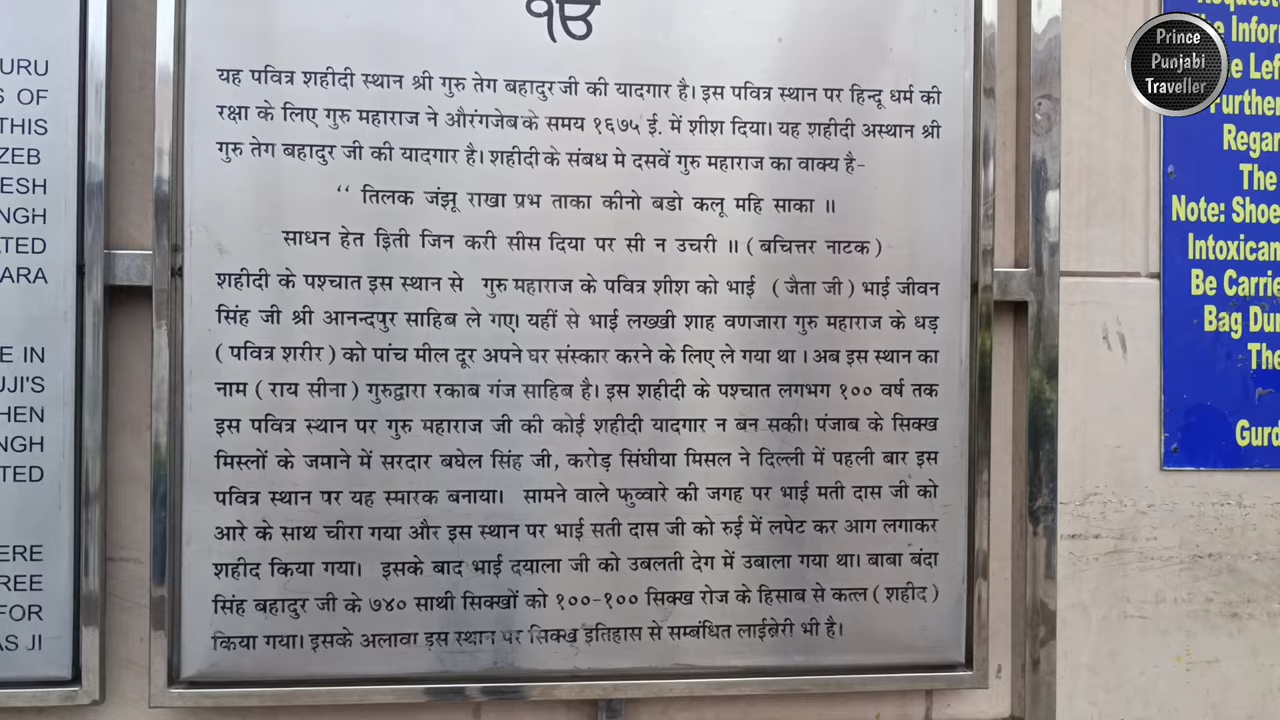 URU
S OF
THIS
ZEB
ESH
NGH
TED
ARA
E IN
UJI'S
HEN
NGH
TED
ERE
REE
FOR
AS JI
ੴ
यह पवित्र शहीदी स्थान श्री गुरु तेग बहादुर जी की यादगार है। इस पवित्र स्थान पर हिन्दू धर्म की
रक्षा के लिए गुरु महाराज ने औरंगजेब के समय १६७५ ई. में शीश दिया। यह शहीदी अस्थान श्री
गुरु तेग बहादुर जी की यादगार है। शहीदी के सबध मे दसवें गुरु महाराज का वाक्य है-
“ तिलक जंझू राखा प्रभ ताका कीनो बडो कलू महि साका ॥
साधन हेत इिती जिन करी सीस दिया पर सी न उचरी ॥ ( बचित्तर नाटक )
शहीदी के पश्चात इस स्थान से गुरु महाराज के पवित्र शीश को भाई ( जैता जी ) भाई जीवन
सिंह जी श्री आनन्दपुर साहिब ले गए। यहीं से भाई लख्खी शाह वणजारा गुरु महाराज के धड़
( पवित्र शरीर ) को पांच मील दूर अपने घर संस्कार करने के लिए ले गया था । अब इस स्थान का
नाम ( राय सीना ) गुरुद्वारा रकाब गंज साहिब है। इस शहीदी के पश्चात लगभग १०० वर्ष तक
इस पवित्र स्थान पर गुरु महाराज जी की कोई शहीदी यादगार न बन सकी। पंजाब के सिक्ख
मिस्लों के जमाने में सरदार बघेल सिंह जी, करोड़ सिंघीया मिसल ने दिल्ली में पहली बार इस
पवित्र स्थान पर यह स्मारक बनाया। सामने वाले फुव्वारे की जगह पर भाई मती दास जी को
आरे के साथ चीरा गया और इस स्थान पर भाई सती दास जी को रुई में लपेट कर आग लगाकर
शहीद किया गया। इसके बाद भाई दयाला जी को उबलती देग में उबाला गया था। बाबा बंदा
सिंह बहादुर जी के ७४० साथी सिक्खों को १००-१०० सिक्ख रोज के हिसाब से कत्ल ( शहीद )
किया गया। इसके अलावा इस स्थान पर सिक्ख इतिहास से सम्बंधित लाईब्रेरी भी है।
Prince
Punjabi
Traveller
The Infor
e Lef
Further
Regar
The
Note: Shoe
Intoxican
Be Carrie
Bag Dur
The
Gurd